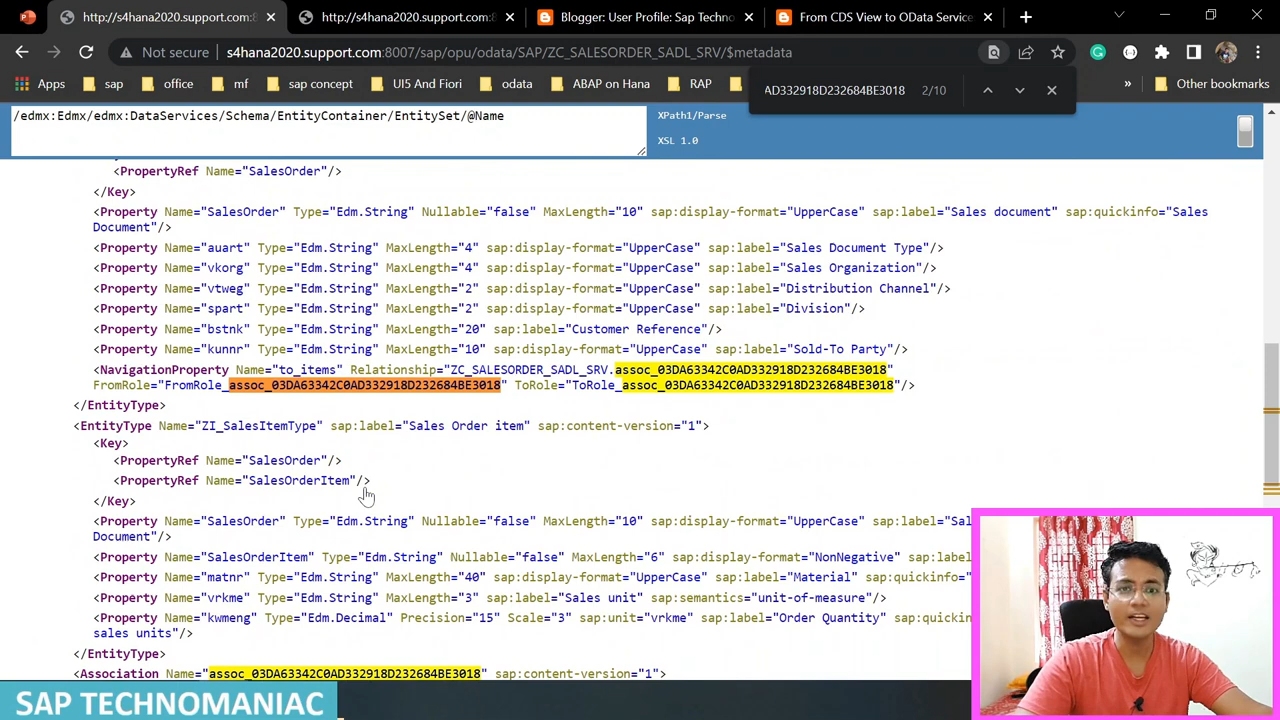 http://s4hana2020.support.com: × http://s4hana2020.support.com: × Blogger: User Profile: Sap Techno × From CDS View to OData Service ×
Not secure s4hana2020.support.com:8007/sap/opu/odata/SAP/ZC_SALESORDER_SADL_SRV/$metadata
Apps sap office mf sap concept UI5 And Fiori odata ABAP on Hana RAP » Other bookmarks
AD332918D232684BE3018 2/10
/edmx:Edmx/edmx:DataServices/Schema/EntityContainer/EntitySet/@Name
XPath1/Parse
XSL 1.0
<PropertyRef Name="SalesOrder"/>
</Key>
<Property Name="SalesOrder" Type="Edm.String" Nullable="false" MaxLength="10" sap:display-format="UpperCase" sap:label="Sales document" sap:quickinfo="Sales
Document"/>
<Property Name="auart" Type="Edm.String" MaxLength="4" sap:display-format="UpperCase" sap:label="Sales Document Type"/>
<Property Name="vkorg" Type="Edm.String" MaxLength="4" sap:display-format="UpperCase" sap:label="Sales Organization"/>
<Property Name="vtweg" Type="Edm.String" MaxLength="2" sap:display-format="UpperCase" sap:label="Distribution Channel"/>
<Property Name="spart" Type="Edm.String" MaxLength="2" sap:display-format="UpperCase" sap:label="Division"/>
<Property Name="bstnk" Type="Edm.String" MaxLength="20" sap:label="Customer Reference"/>
<Property Name="kunnr" Type="Edm.String" MaxLength="10" sap:display-format="UpperCase" sap:label="Sold-To Party"/>
<NavigationProperty Name="to_items" Relationship="ZC_SALESORDER_SADL_SRV.assoc_03DA63342C0AD332918D232684BE3018"
FromRole="FromRole_assoc_03DA63342C0AD332918D232684BE3018" ToRole="ToRole_assoc_03DA63342C0AD332918D232684BE3018"/>
</EntityType>
<EntityType Name="ZI_SalesItemType" sap:label="Sales Order item" sap:content-version="1">
<Key>
<PropertyRef Name="SalesOrder"/>
<PropertyRef Name="SalesOrderItem"/>
</Key>
<Property Name="SalesOrder" Type="Edm.String" Nullable="false" MaxLength="10" sap:display-format="UpperCase" sap:label="Sal
Document"/>
<Property Name="SalesOrderItem" Type="Edm.String" Nullable="false" MaxLength="6" sap:display-format="NonNegative" sap:label
<Property Name="matnr" Type="Edm.String" MaxLength="40" sap:display-format="UpperCase" sap:label="Material" sap:quickinfo=
<Property Name="vrkme" Type="Edm.String" MaxLength="3" sap:label="Sales unit" sap:semantics="unit-of-measure"/>
<Property Name="kwmeng" Type="Edm.Decimal" Precision="15" Scale="3" sap:unit="vrkme" sap:label="Order Quantity" sap:quickin
sales units"/>
</EntityType>
<Association Name="assoc_03DA63342C0AD332918D232684BE3018" sap:content-version="1">
SAP TECHNOMANIAC